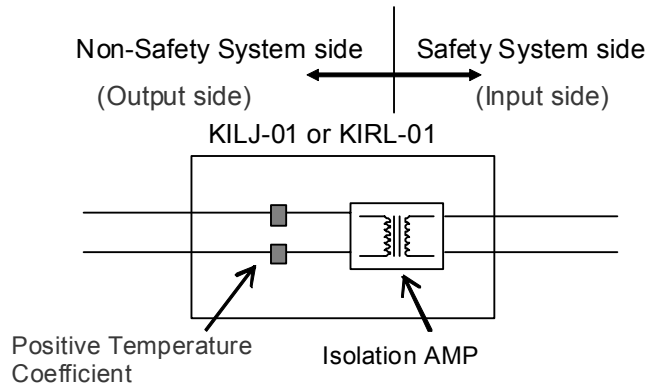 Non-Safety System side
Safety System side
(Output side)
(Input side)
KILJ-01 or KIRL-01
Positive Temperature
Coefficient
Isolation AMP